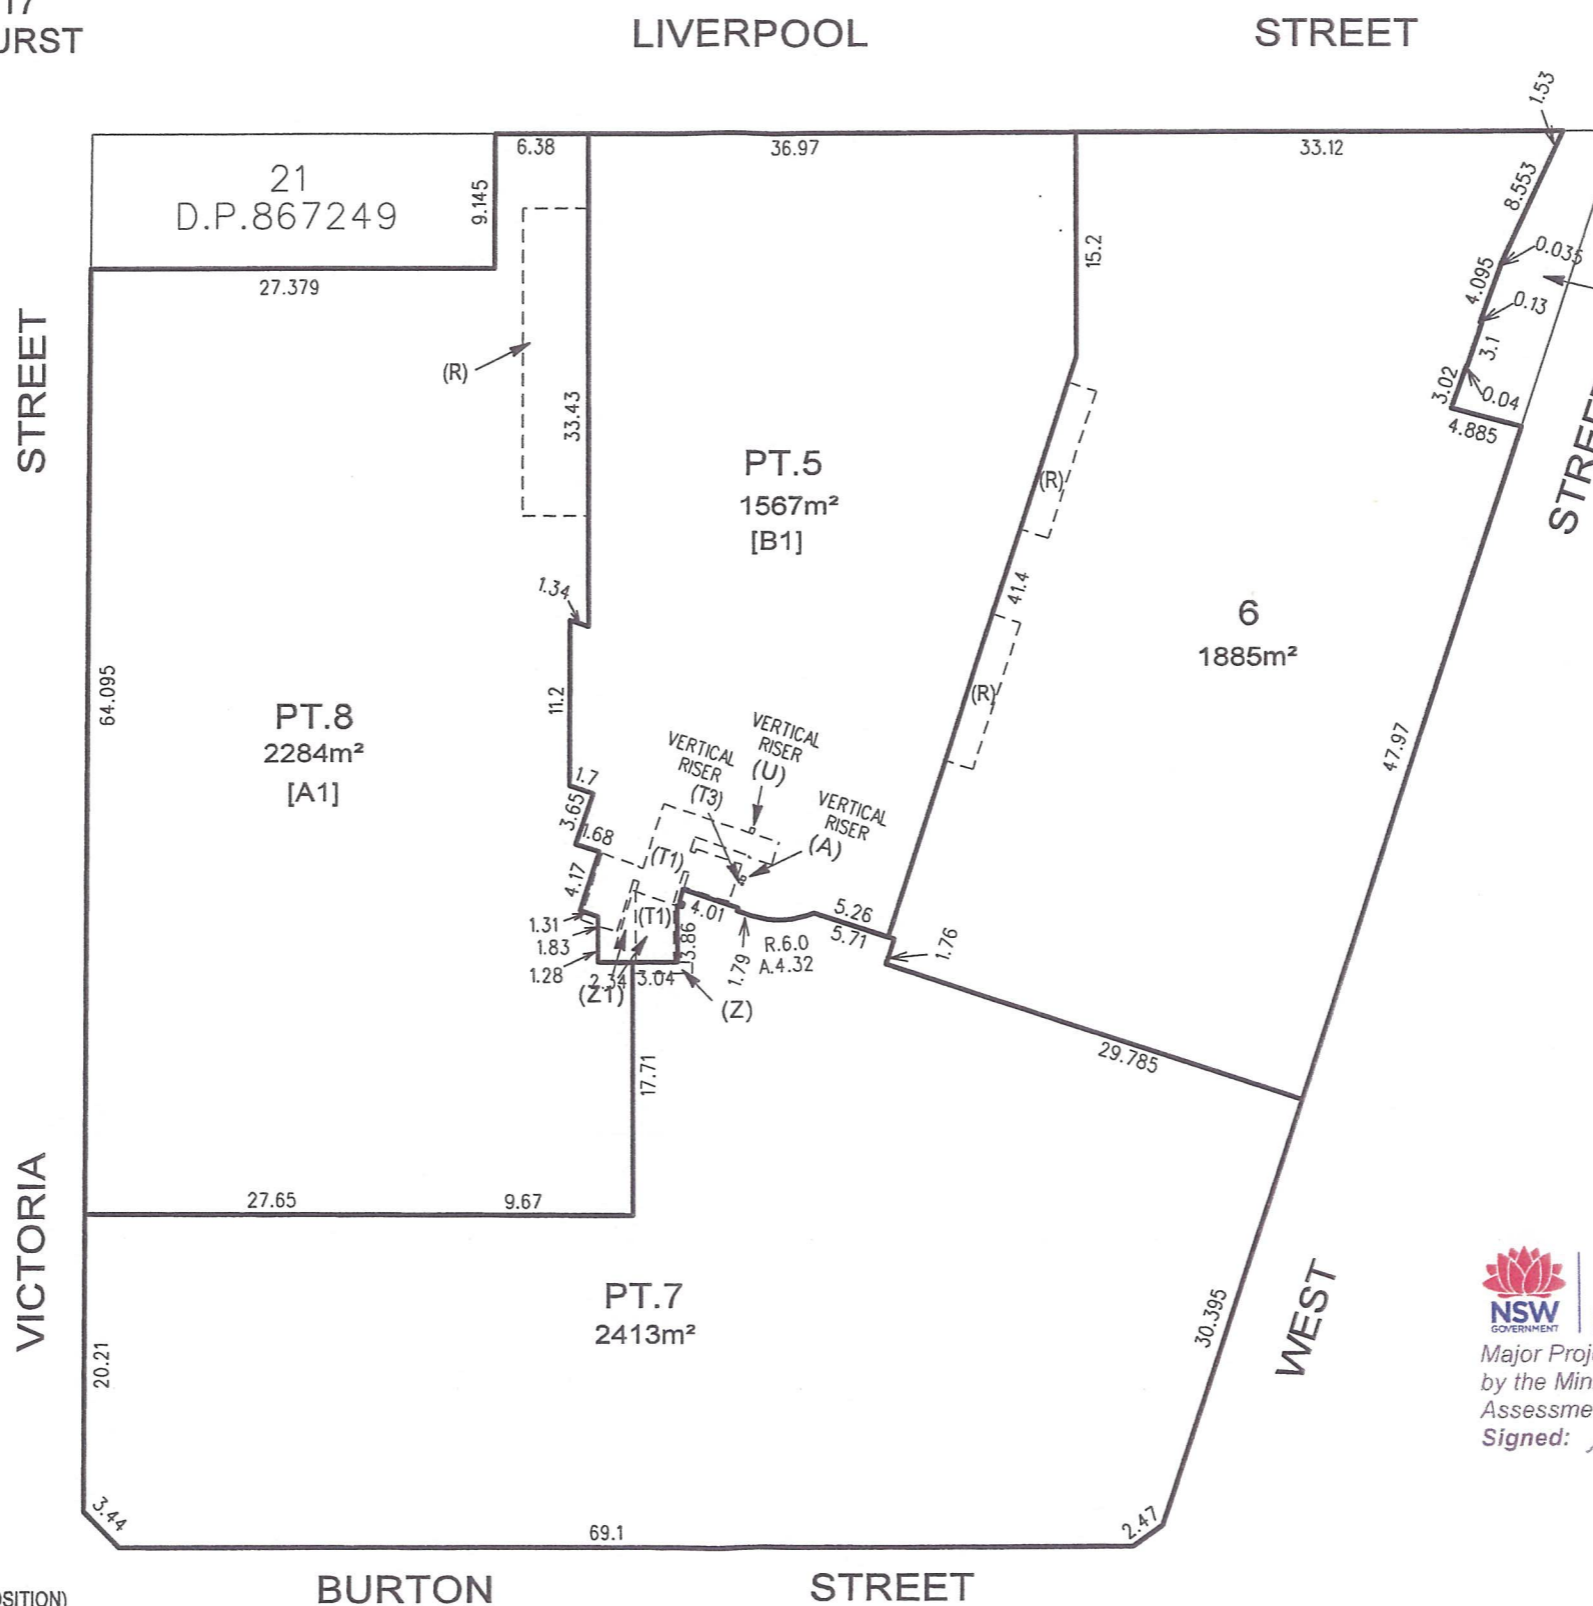 17
URST
LIVERPOOL STREET
1.53
6.38
36.97
33.12
21
D.P.867249
9.145
27.379
8.553
0.035
4.095
0.13
3.1
3.02
0.04
4.885
15.2
STREET
(R)
33.43
PT.5
1567m²
[B1]
(R)
41.4
6
1885m²
(R)
1.34
11.2
64.095
PT.8
2284m²
[A1]
47.97
VERTICAL
RISER
(U)
VERTICAL
RISER
(T3)
VERTICAL
RISER
(A)
1.7
3.65
1.68
4.17
(T1)
(T1)
1.31
1.83
1.28
2.34
3.04
(Z1)
(Z)
3.86
4.01
1.79
R.6.0
A.4.32
5.26
5.71
1.76
29.785
17.71
27.65
9.67
VICTORIA
PT.7
2413m²
20.21
30.395
WEST
3.44
69.1
2.47
BURTON STREET
NSW
GOVERNMENT
Major Proj
by the Min
Assessme
Signed: